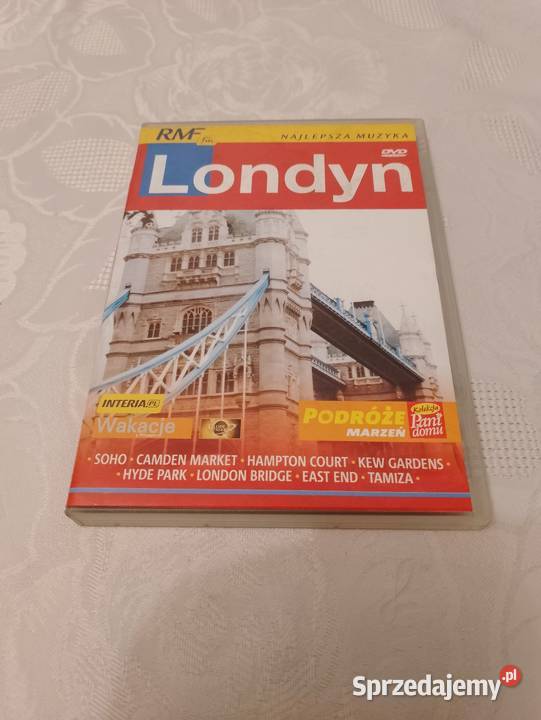 RMF fm NAJLEPSZA MUZYKA
DVD
Londyn
INTERIA.PL
Wakacje
PODRÓŻE
MARZEŃ
Kolekcja
Pani
domu
• SOHO • CAMDEN MARKET • HAMPTON COURT • KEW GARDENS •
• HYDE PARK • LONDON BRIDGE • EAST END • TAMIZA •
Sprzedajemy.pl